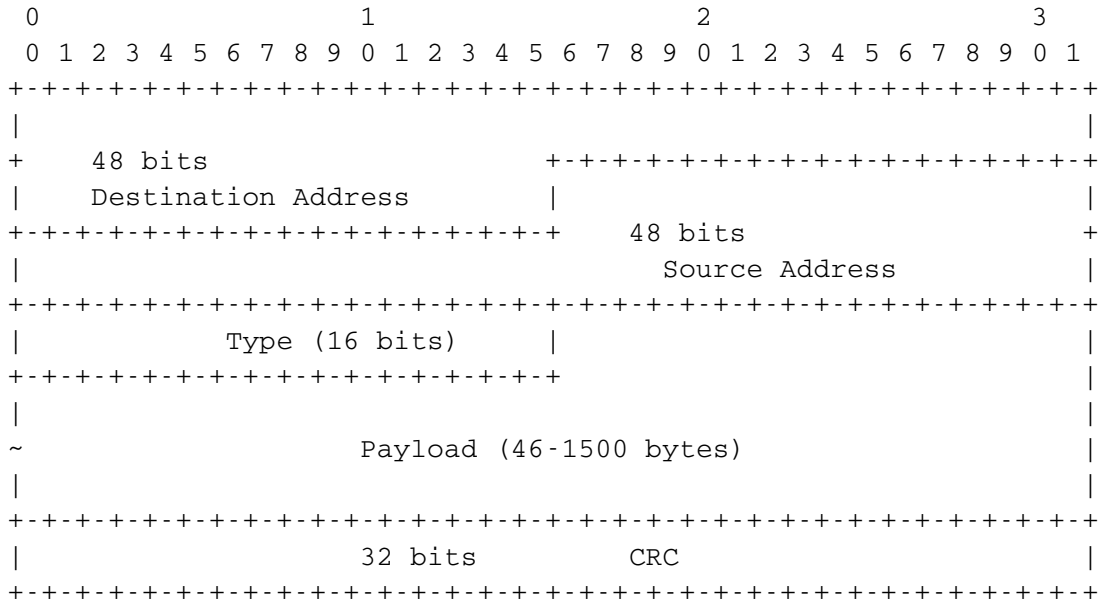 0                   1                   2                   3
 0 1 2 3 4 5 6 7 8 9 0 1 2 3 4 5 6 7 8 9 0 1 2 3 4 5 6 7 8 9 0 1
+-+-+-+-+-+-+-+-+-+-+-+-+-+-+-+-+-+-+-+-+-+-+-+-+-+-+-+-+-+-+-+-+
|                                                               |
+    48 bits                    +-+-+-+-+-+-+-+-+-+-+-+-+-+-+-+-+
|    Destination Address        |                               |
+-+-+-+-+-+-+-+-+-+-+-+-+-+-+-+-+    48 bits                    +
|                                      Source Address           |
+-+-+-+-+-+-+-+-+-+-+-+-+-+-+-+-+-+-+-+-+-+-+-+-+-+-+-+-+-+-+-+-+
|            Type (16 bits)     |                               |
+-+-+-+-+-+-+-+-+-+-+-+-+-+-+-+-+                               |
|                                                               |
~                    Payload (46-1500 bytes)                    |
|                                                               |
+-+-+-+-+-+-+-+-+-+-+-+-+-+-+-+-+-+-+-+-+-+-+-+-+-+-+-+-+-+-+-+-+
|                    32 bits         CRC                        |
+-+-+-+-+-+-+-+-+-+-+-+-+-+-+-+-+-+-+-+-+-+-+-+-+-+-+-+-+-+-+-+-+